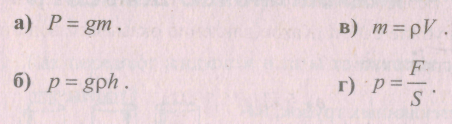 а) P = gm.
в) m = ρV.
б) p = gρh.
г) p = F/S.